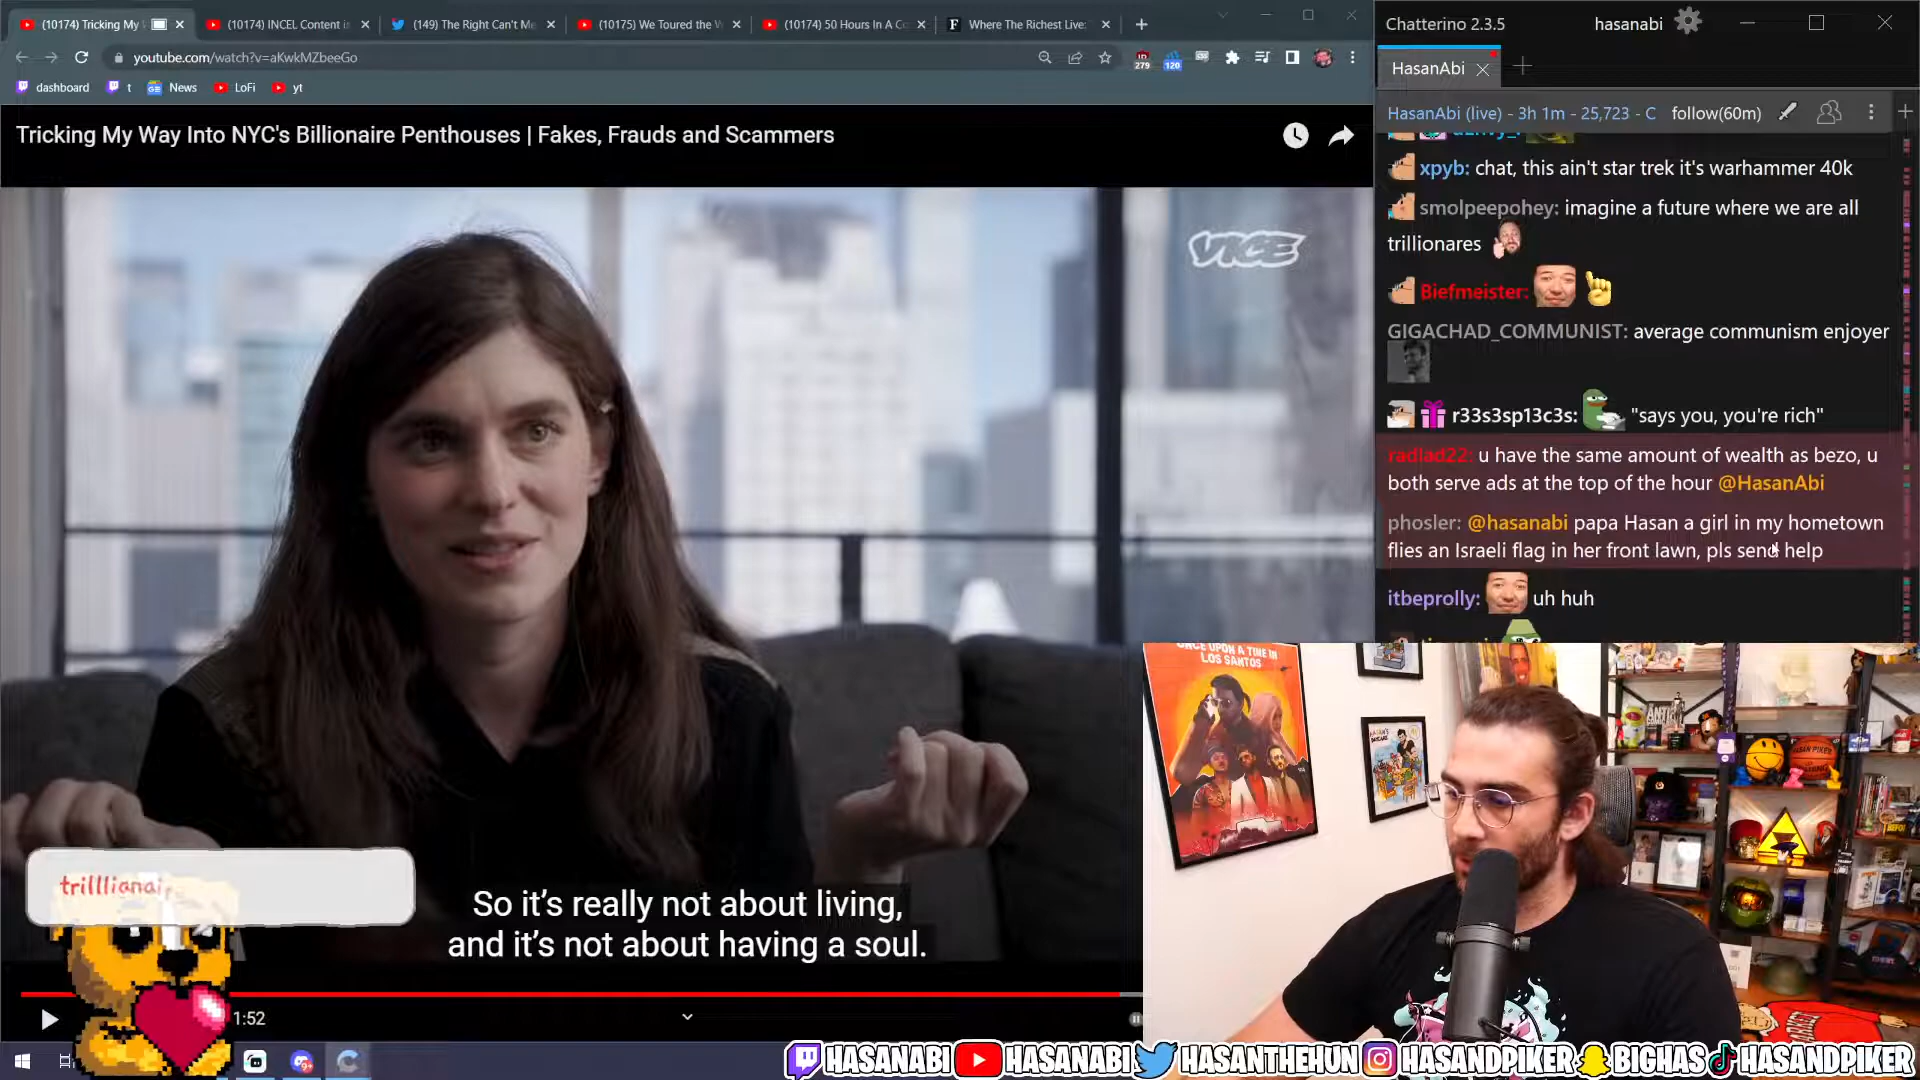 (10174) Tricking My
(10174) INCEL Content is
(149) The Right Can't Me
(10175) We Toured the
(10174) 50 Hours In A Co
Where The Richest Live:
youtube.com/watch?v=aKwkMZbeeGo
279
120
dashboard
t
News
LoFi
yt
Tricking My Way Into NYC's Billionaire Penthouses | Fakes, Frauds and Scammers
VICE
So it's really not about living,
and it's not about having a soul.
1:52
Chatterino 2.3.5
hasanabi
HasanAbi
HasanAbi (live) - 3h 1m - 25,723 - C
follow(60m)
xpyb: chat, this ain't star trek it's warhammer 40k
smolpeepohey: imagine a future where we are all
trillionares
Biefmeister:
GIGACHAD_COMMUNIST: average communism enjoyer
r33s3sp13c3s: "says you, you're rich"
radlad22: u have the same amount of wealth as bezo, u
both serve ads at the top of the hour @HasanAbi
phosler: @hasanabi papa Hasan a girl in my hometown
flies an Israeli flag in her front lawn, pls send help
itbeprolly: uh huh
ONCE UPON A TIME IN
LOS SANTOS
HASANABI
HASANABI
HASANTHEHUN
HASANDPIKER
BIGHAS
HASANDPIKER